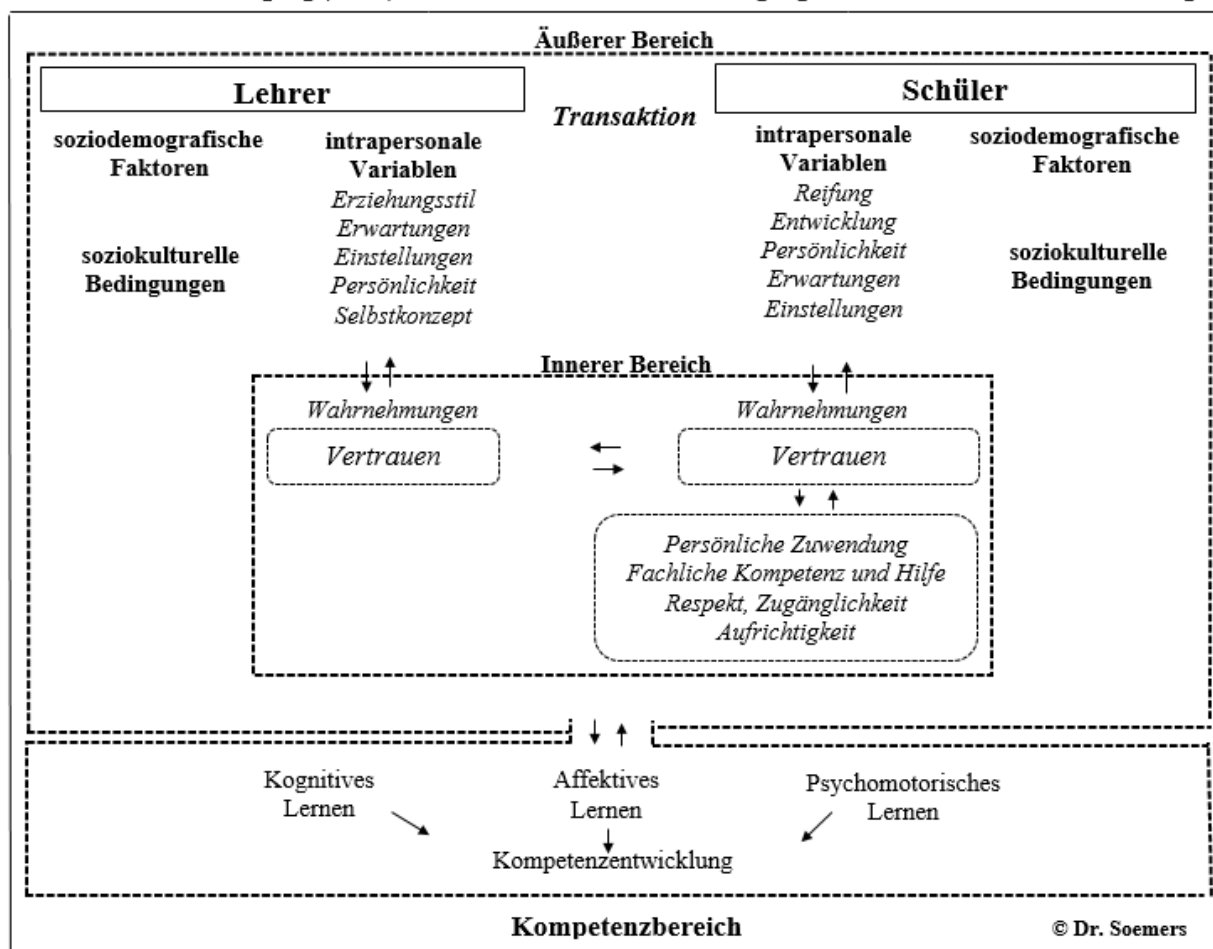 Äußerer Bereich
Lehrer
Transaktion
Schüler
soziodemografische
Faktoren
soziokulturelle
Bedingungen
intrapersonale
Variablen
Erziehungsstil
Erwartungen
Einstellungen
Persönlichkeit
Selbstkonzept
intrapersonale
Variablen
Reifung
Entwicklung
Persönlichkeit
Erwartungen
Einstellungen
soziodemografische
Faktoren
soziokulturelle
Bedingungen
Innerer Bereich
Wahrnehmungen
Vertrauen
Wahrnehmungen
Vertrauen
Persönliche Zuwendung
Fachliche Kompetenz und Hilfe
Respekt, Zugänglichkeit
Aufrichtigkeit
Kognitives
Lernen
Affektives
Lernen
Psychomotorisches
Lernen
Kompetenzentwicklung
Kompetenzbereich
© Dr. Soemers